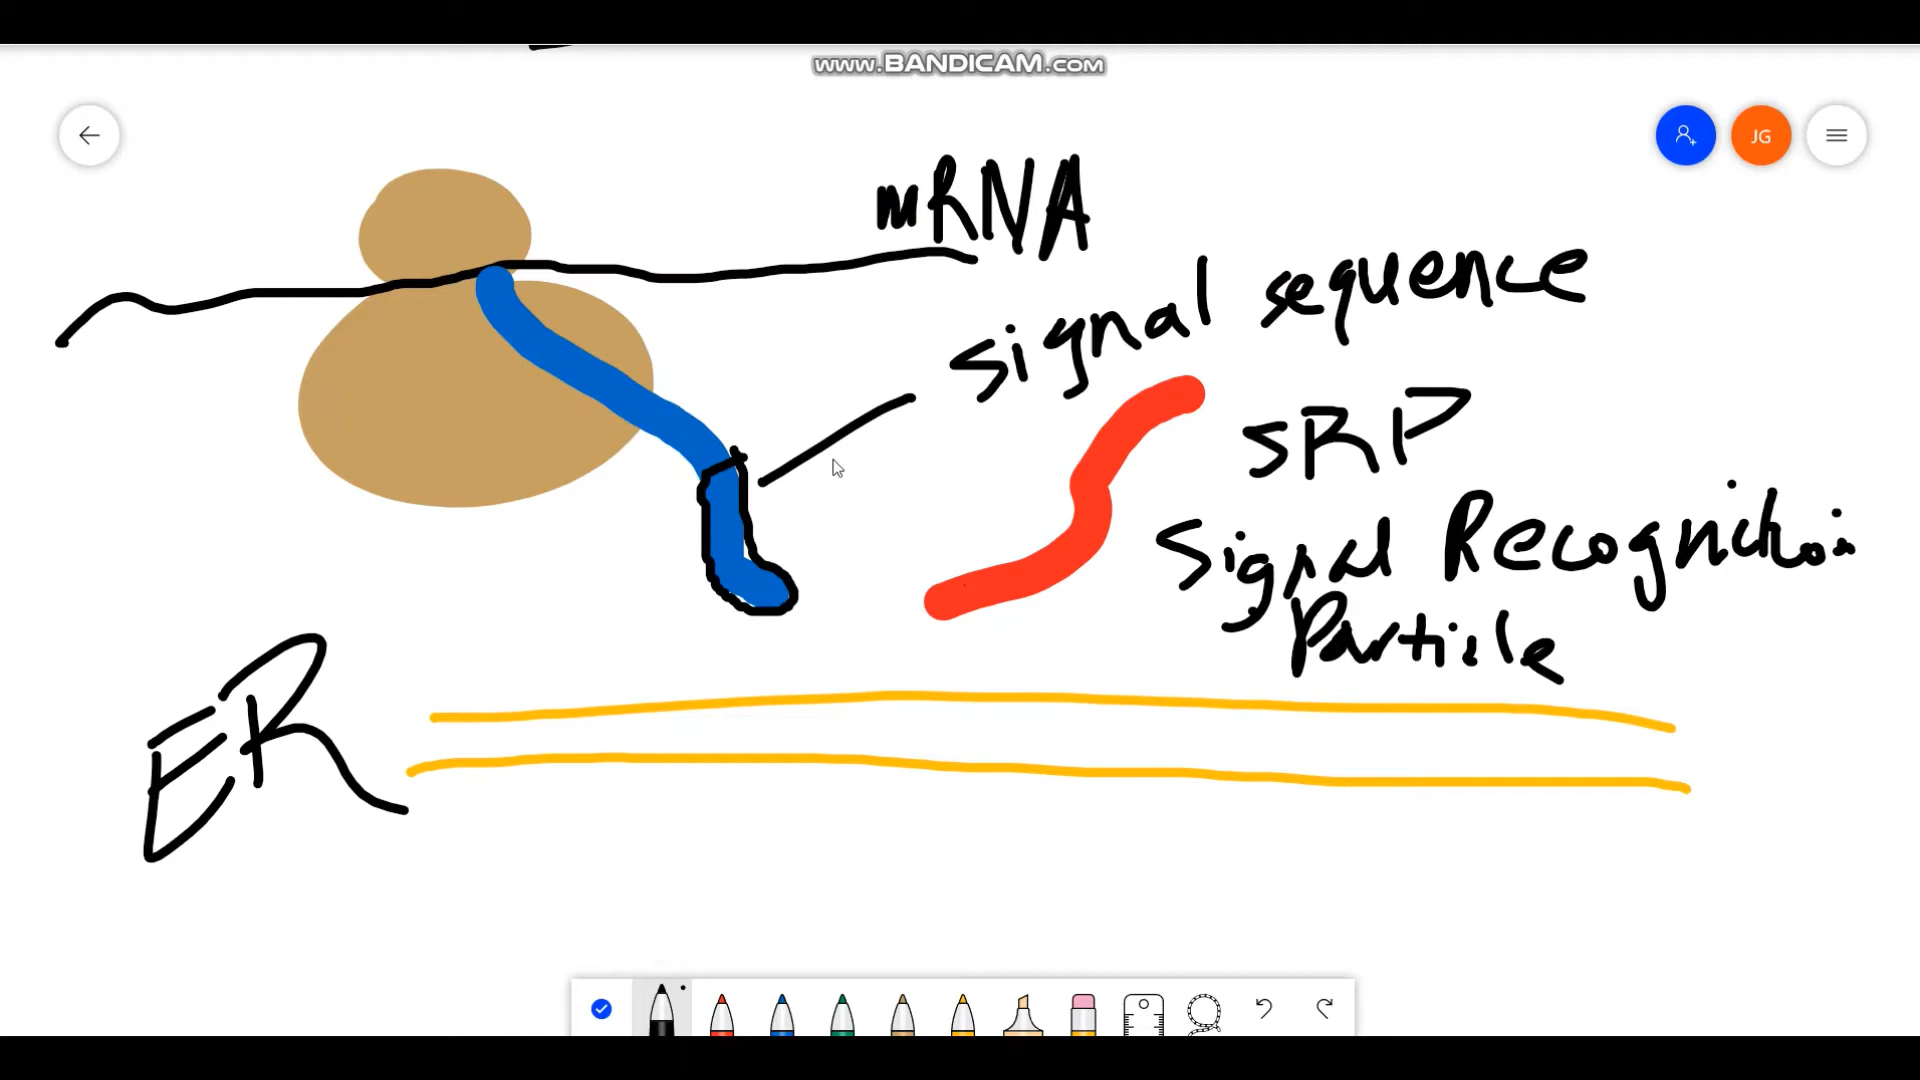 www.BANDICAM.com
JG
mRNA
signal sequence
SRP
Signal Recognition
Particle
ER